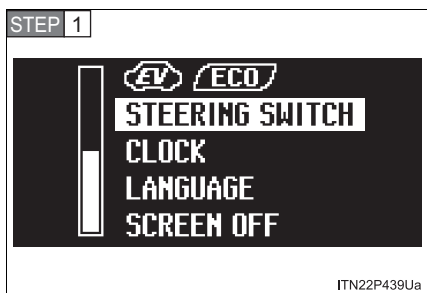 STEP 1
EV ECO
STEERING SWITCH
CLOCK
LANGUAGE
SCREEN OFF
ITN22P439Ua